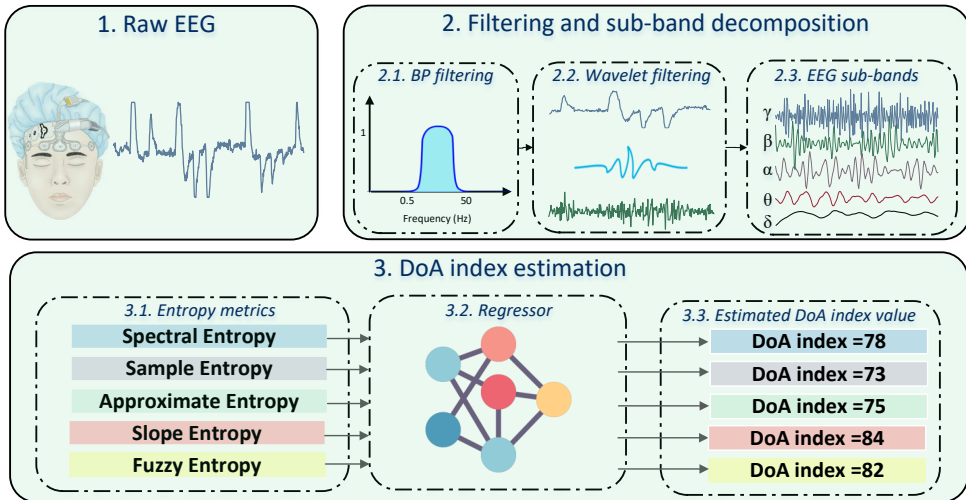 1. Raw EEG
2. Filtering and sub-band decomposition
2.1. BP filtering
1
0.5
50
Frequency (Hz)
2.2. Wavelet filtering
2.3. EEG sub-bands
γ
β
α
θ
δ
3. DoA index estimation
3.1. Entropy metrics
Spectral Entropy
Sample Entropy
Approximate Entropy
Slope Entropy
Fuzzy Entropy
3.2. Regressor
3.3. Estimated DoA index value
DoA index =78
DoA index =73
DoA index =75
DoA index =84
DoA index =82